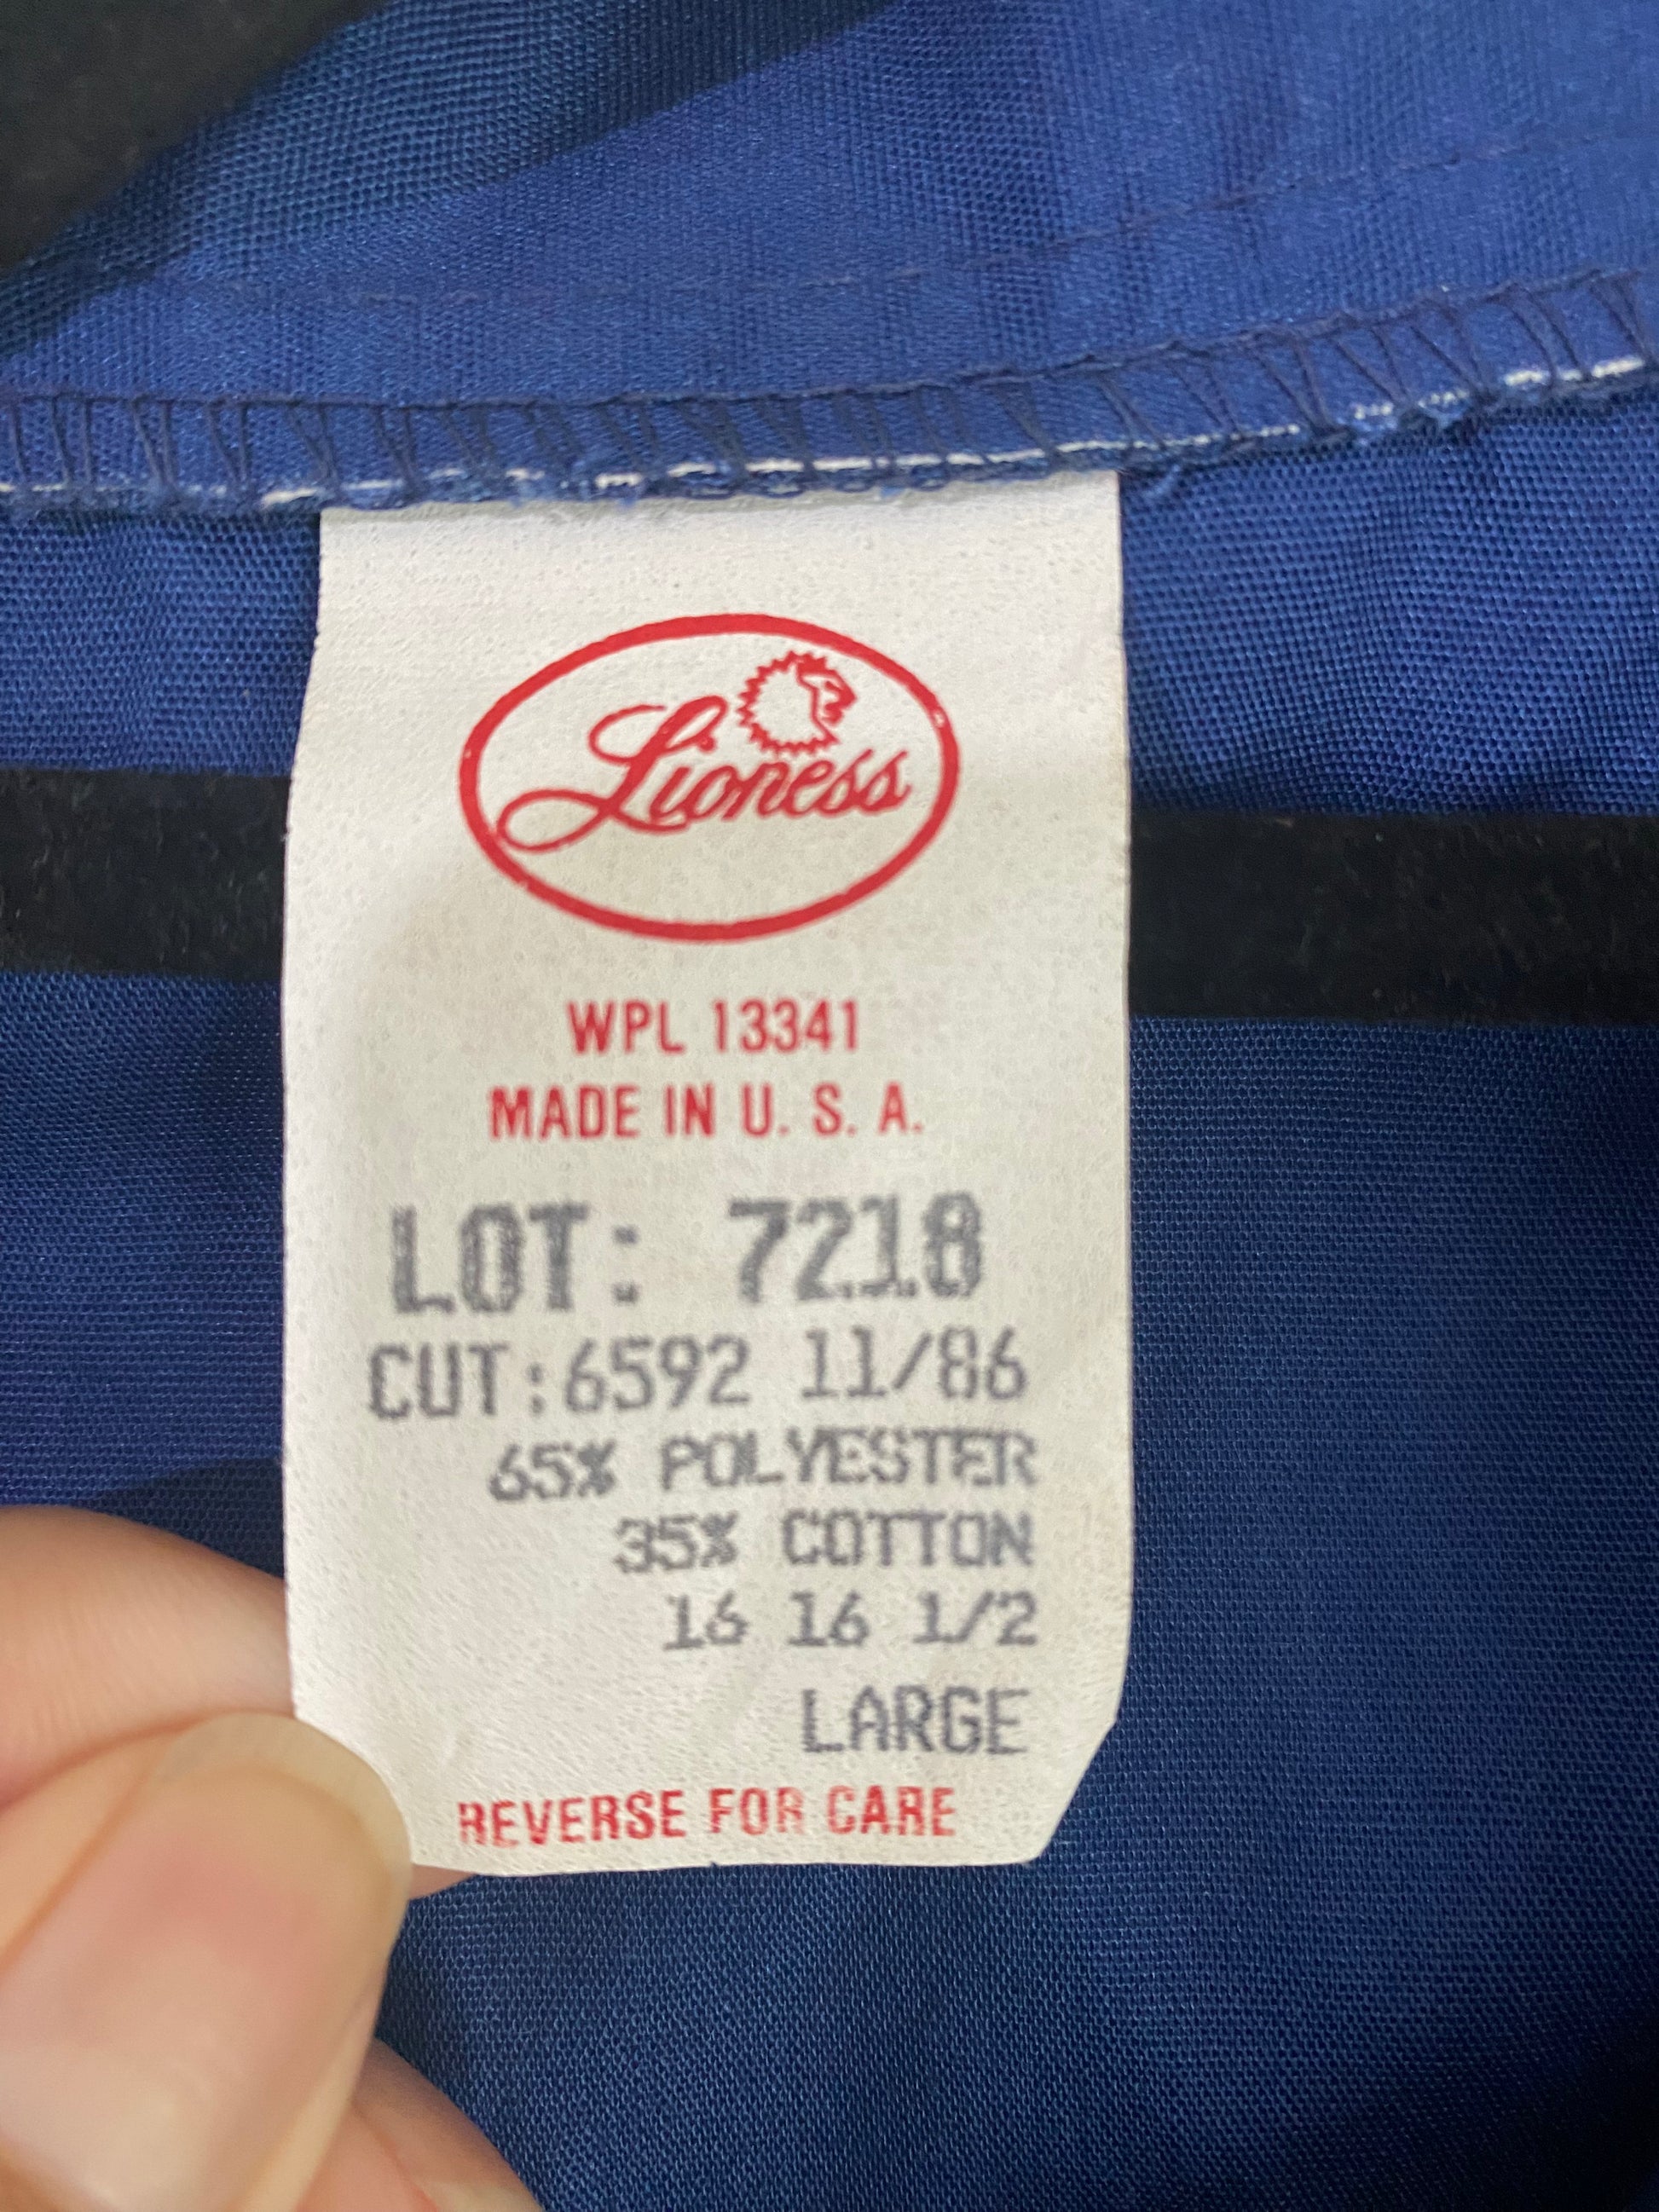 Lioness
WPL 13341
MADE IN U. S. A.
LOT: 7218
CUT:6592 11/86
65% POLYESTER
35% COTTON
16 16 1/2
LARGE
REVERSE FOR CARE